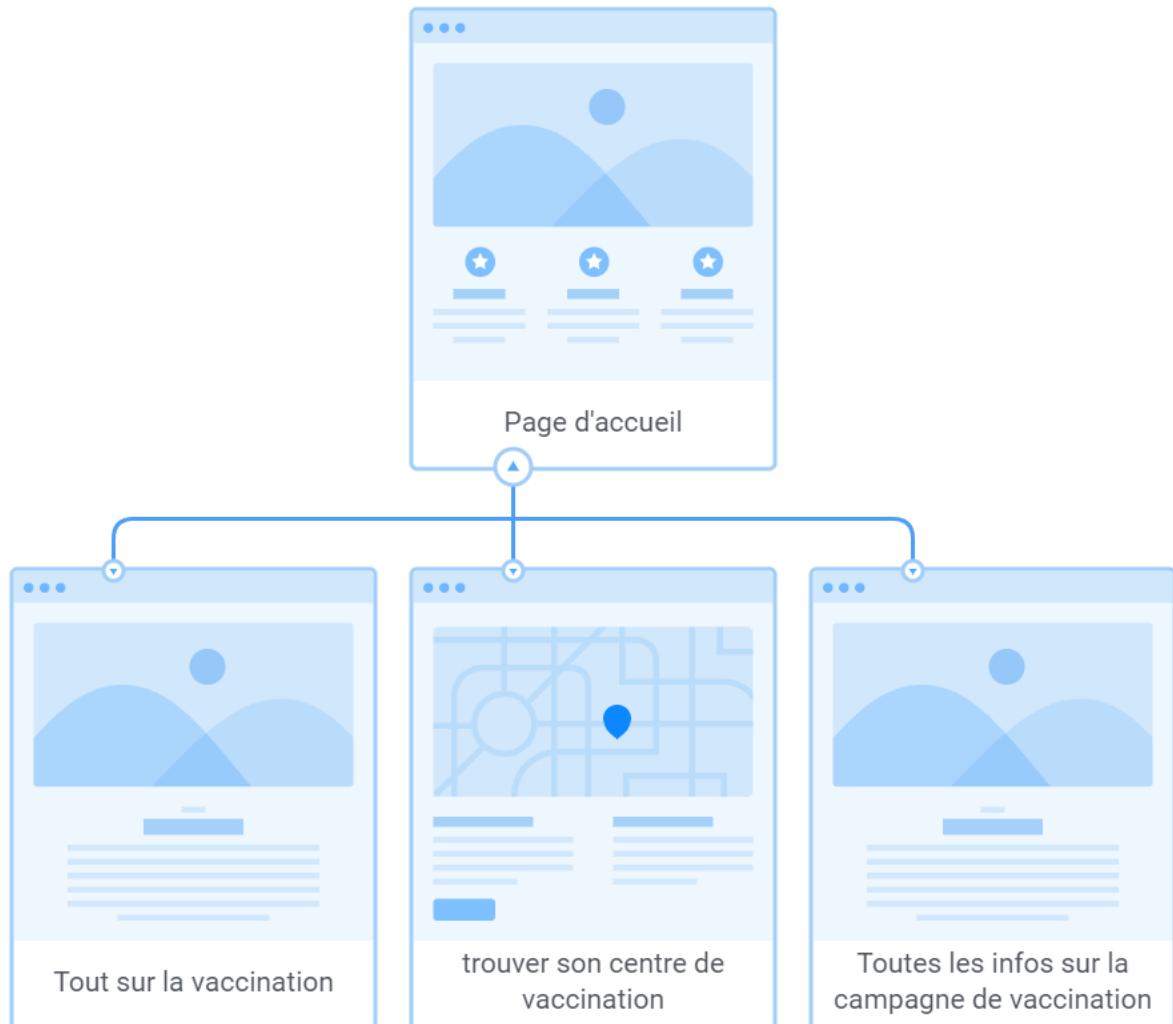 Page d'accueil
Tout sur la vaccination
trouver son centre de
vaccination
Toutes les infos sur la
campagne de vaccination